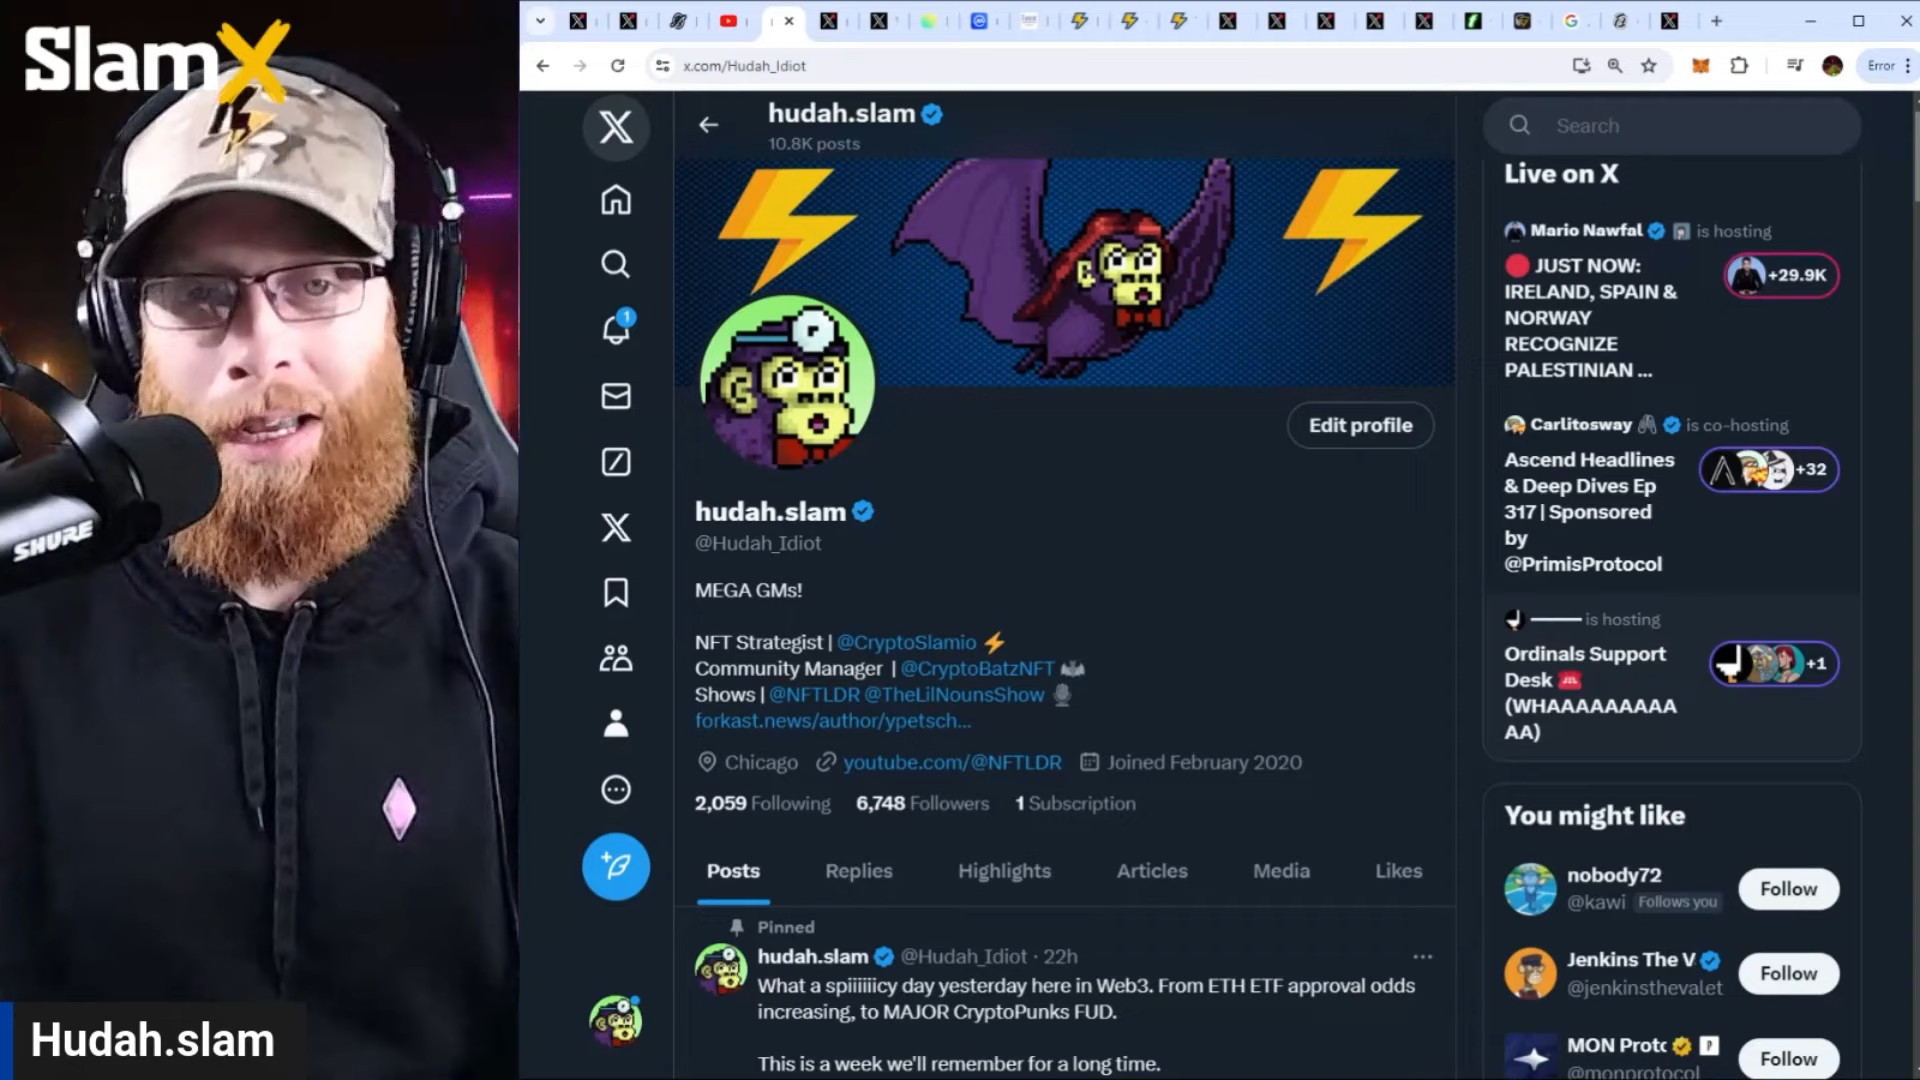 SlamX
SHURE
Hudah.slam
x.com/Hudah_Idiot
Error
hudah.slam
10.8K posts
Edit profile
hudah.slam
@Hudah_Idiot
MEGA GMs!
NFT Strategist | @CryptoSlamio ⚡
Community Manager | @CryptoBatzNFT 🦇
Shows | @NFTLDR @TheLilNounsShow 🎙
forkast.news/author/ypetsch…
Chicago youtube.com/@NFTLDR Joined February 2020
2,059 Following 6,748 Followers 1 Subscription
Posts Replies Highlights Articles Media Likes
Pinned
hudah.slam @Hudah_Idiot · 22h
What a spiiiiiicy day yesterday here in Web3. From ETH ETF approval odds
increasing, to MAJOR CryptoPunks FUD.
This is a week we'll remember for a long time.
1
Search
Live on X
Mario Nawfal is hosting
🔴 JUST NOW:
IRELAND, SPAIN &
NORWAY
RECOGNIZE
PALESTINIAN ...
+29.9K
Carlitosway is co-hosting
Ascend Headlines
& Deep Dives Ep
317 | Sponsored
by
@PrimisProtocol
+32
is hosting
Ordinals Support
Desk
(WHAAAAAAAAA
AA)
+1
You might like
nobody72
@kawi Follows you
Follow
Jenkins The V
@jenkinsthevalet
Follow
MON Protc
@monprotocol
Follow